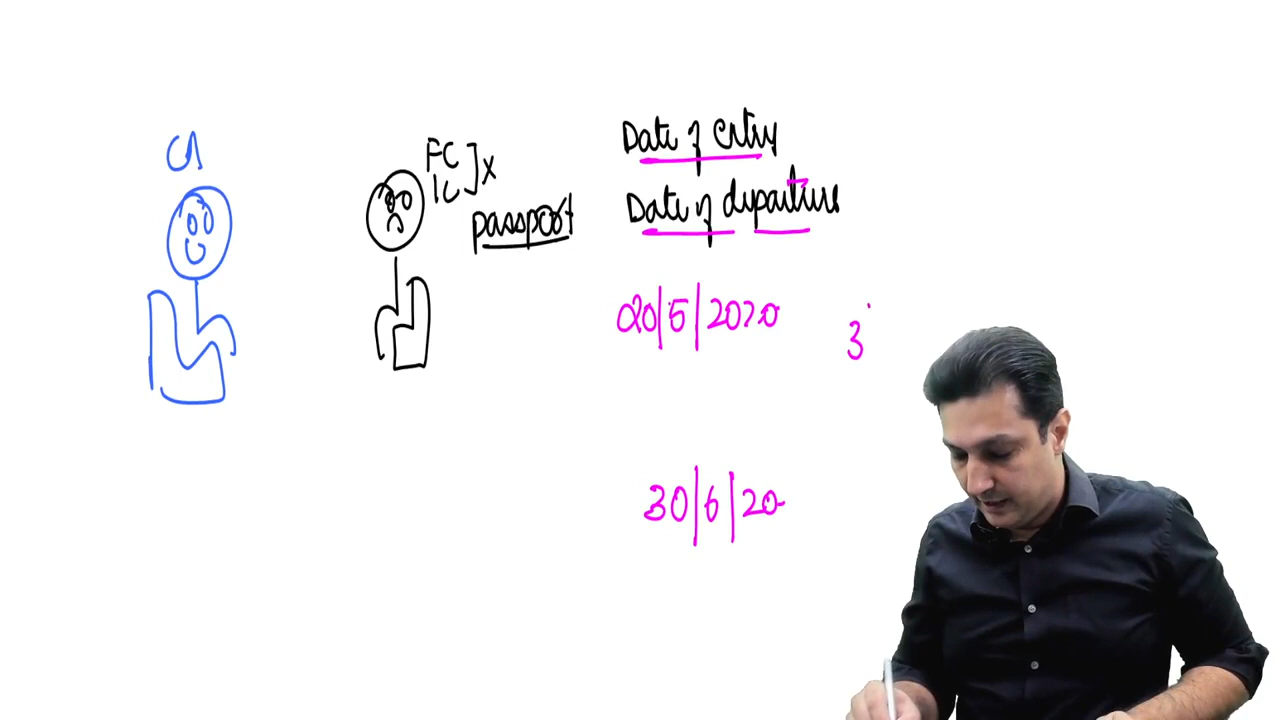 CA
FC
IC ] x
passport
Date of Entry
Date of departure
20/5/2020
3
30/6/20